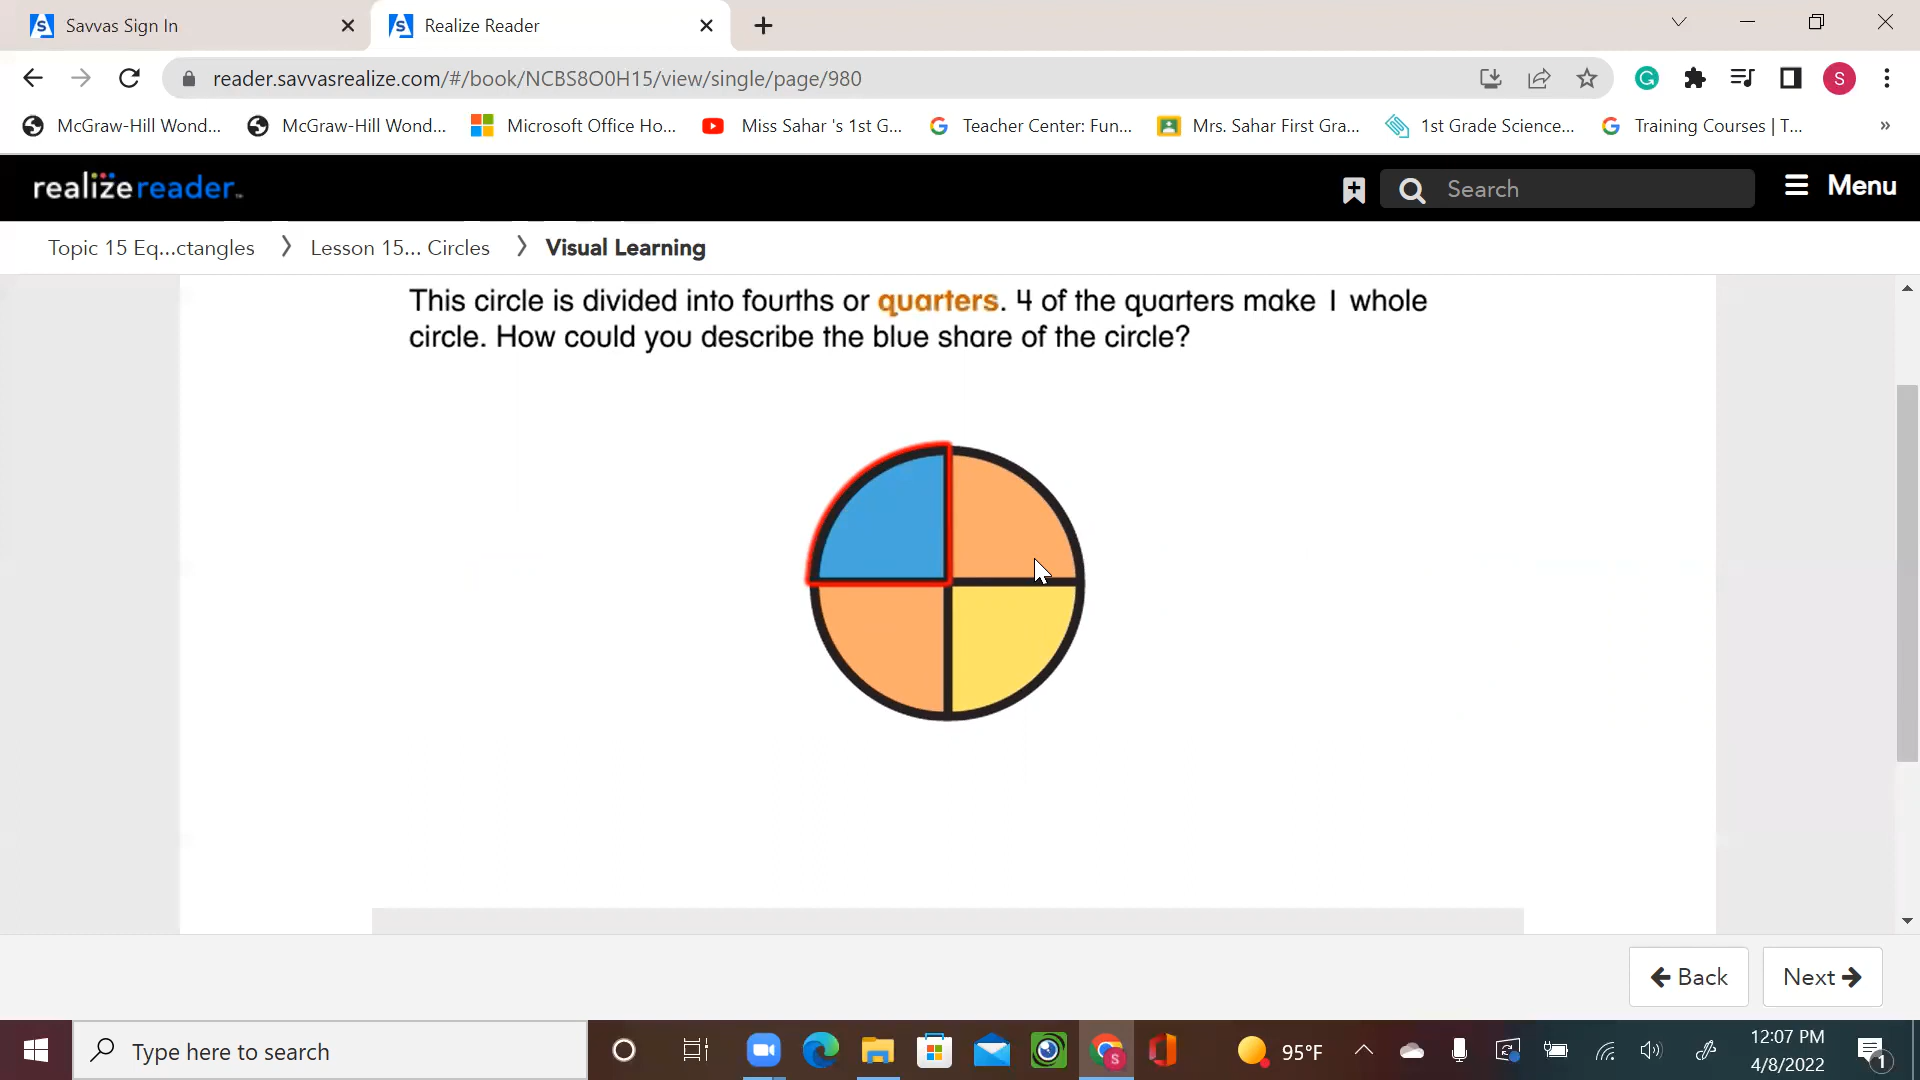 Savvas Sign In
Realize Reader
reader.savvasrealize.com/#/book/NCBS8O0H15/view/single/page/980
S
McGraw-Hill Wond...
McGraw-Hill Wond...
Microsoft Office Ho...
Miss Sahar 's 1st G...
Teacher Center: Fun...
Mrs. Sahar First Gra...
1st Grade Science...
Training Courses | T...
»
realizereader™
Search
Menu
Topic 15 Eq...ctangles
Lesson 15... Circles
Visual Learning
This circle is divided into fourths or quarters. 4 of the quarters make 1 whole
circle. How could you describe the blue share of the circle?
Back
Next
Type here to search
95°F
12:07 PM
4/8/2022
1